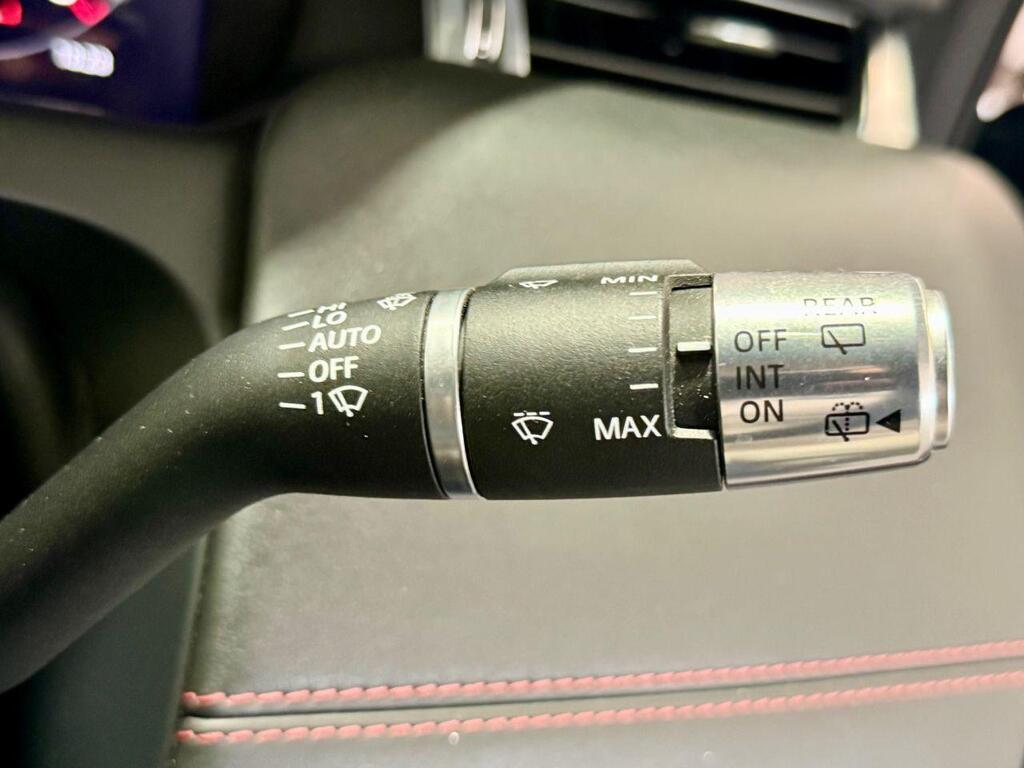 HI
LO
AUTO
OFF
1
MIN
MAX
REAR
OFF
INT
ON